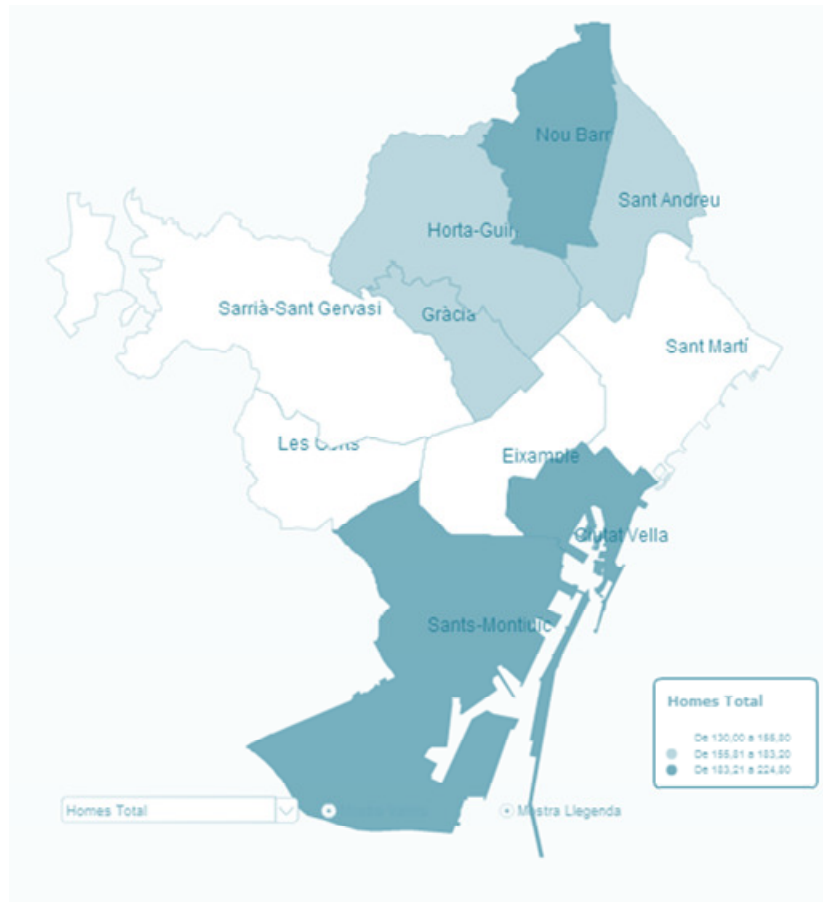 Nou Barr
Sant Andreu
Horta-Guin
Sarrià-Sant Gervasi
Gràcia
Sant Martí
Les Corts
Eixample
Ciutat Vella
Sants-Montjuïc
Homes Total
De 130,00 a 155,80
De 155,81 a 183,20
De 183,21 a 224,80
Homes Total
Mostra Llegenda